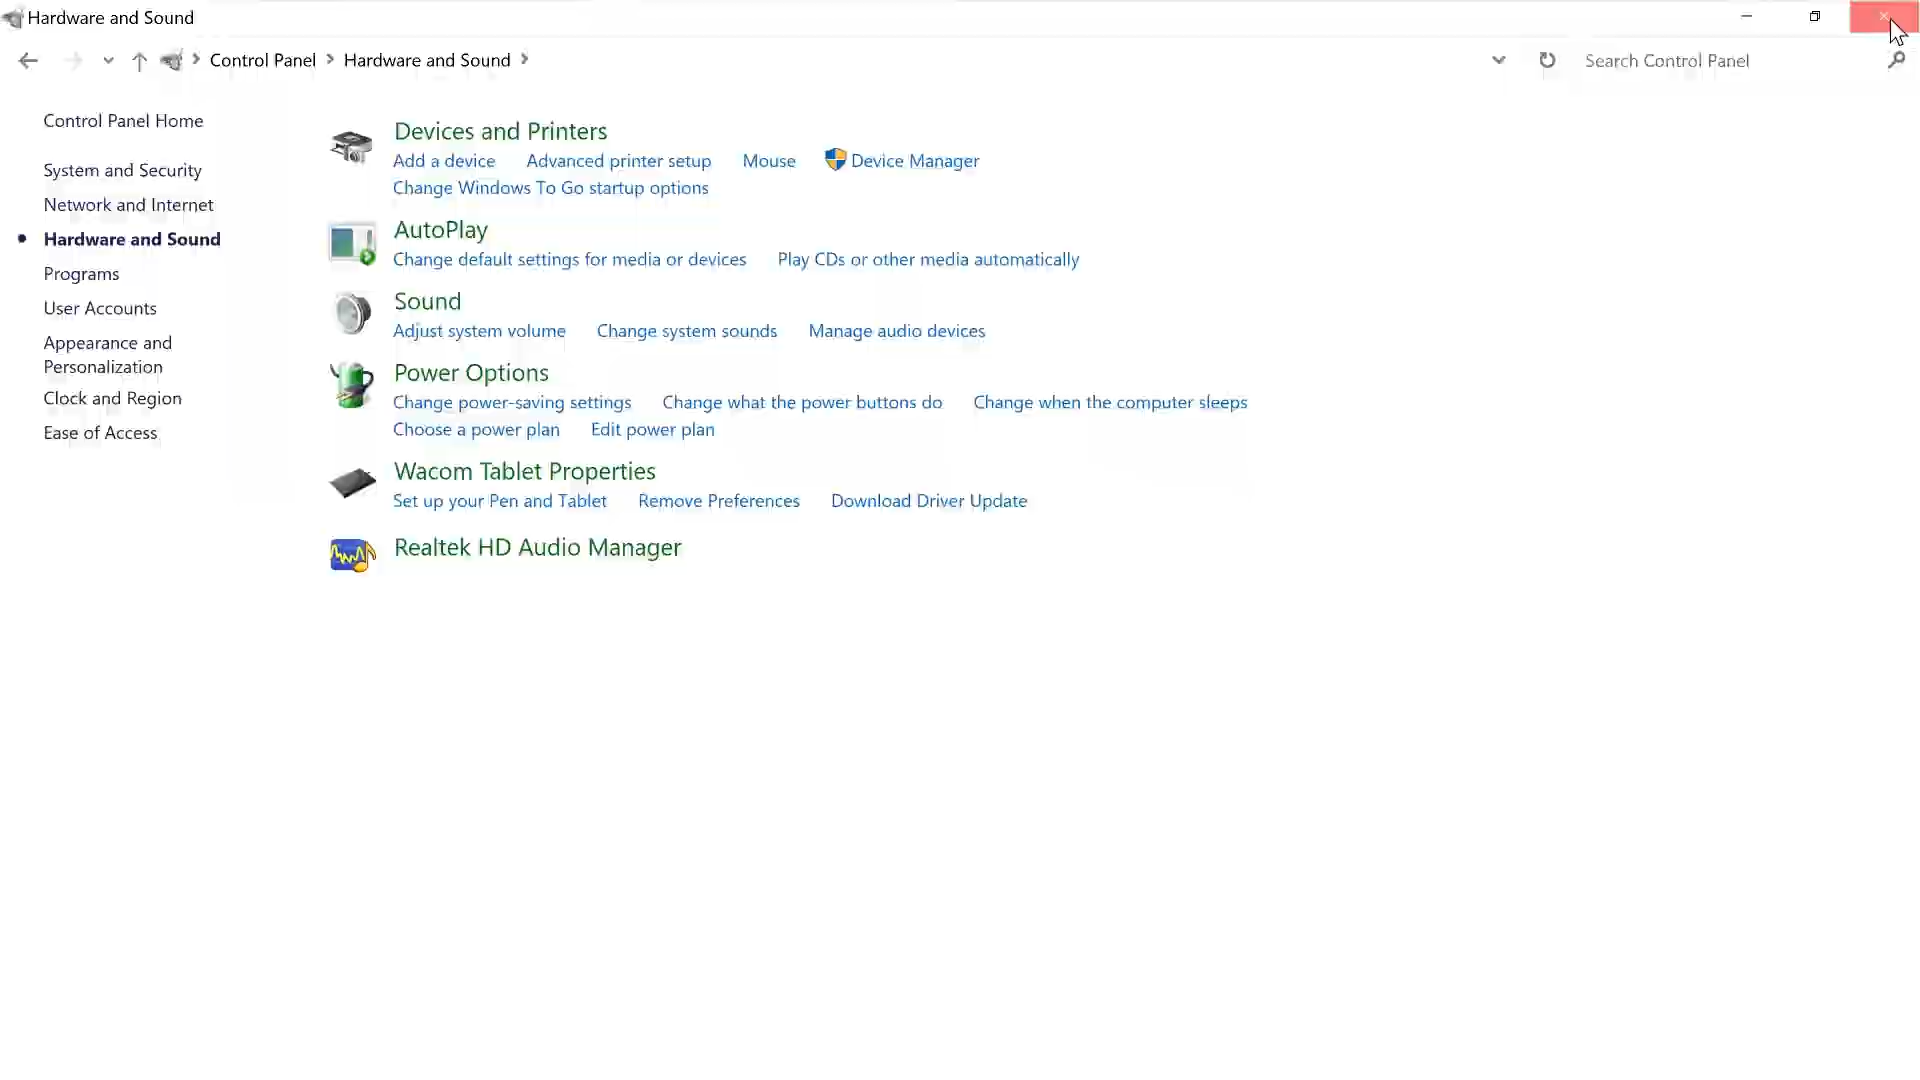 Hardware and Sound
Control Panel Hardware and Sound
Search Control Panel
Control Panel Home
System and Security
Network and Internet
Hardware and Sound
Programs
User Accounts
Appearance and
Personalization
Clock and Region
Ease of Access
Devices and Printers
Add a device Advanced printer setup Mouse Device Manager
Change Windows To Go startup options
AutoPlay
Change default settings for media or devices Play CDs or other media automatically
Sound
Adjust system volume Change system sounds Manage audio devices
Power Options
Change power-saving settings Change what the power buttons do Change when the computer sleeps
Choose a power plan Edit power plan
Wacom Tablet Properties
Set up your Pen and Tablet Remove Preferences Download Driver Update
Realtek HD Audio Manager